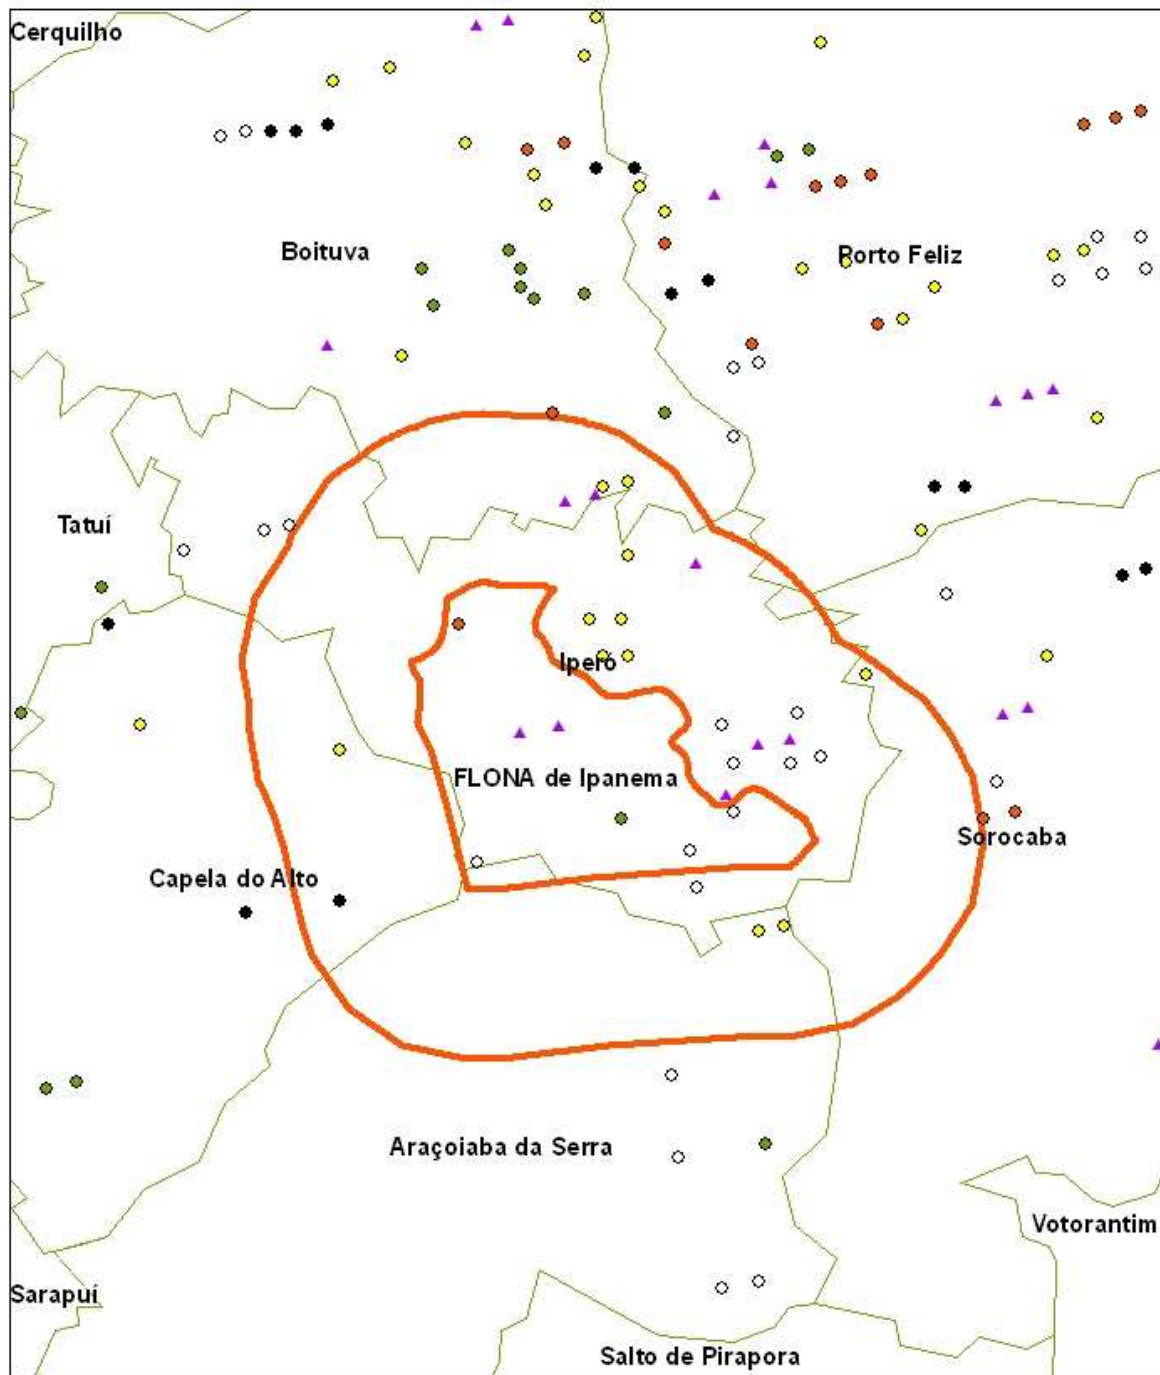 Cerquilho
Boituva
Porto Feliz
Tatuí
Iperó
FLONA de Ipanema
Sorocaba
Capela do Alto
Araçoiaba da Serra
Votorantim
Sarapuí
Salto de Pirapora